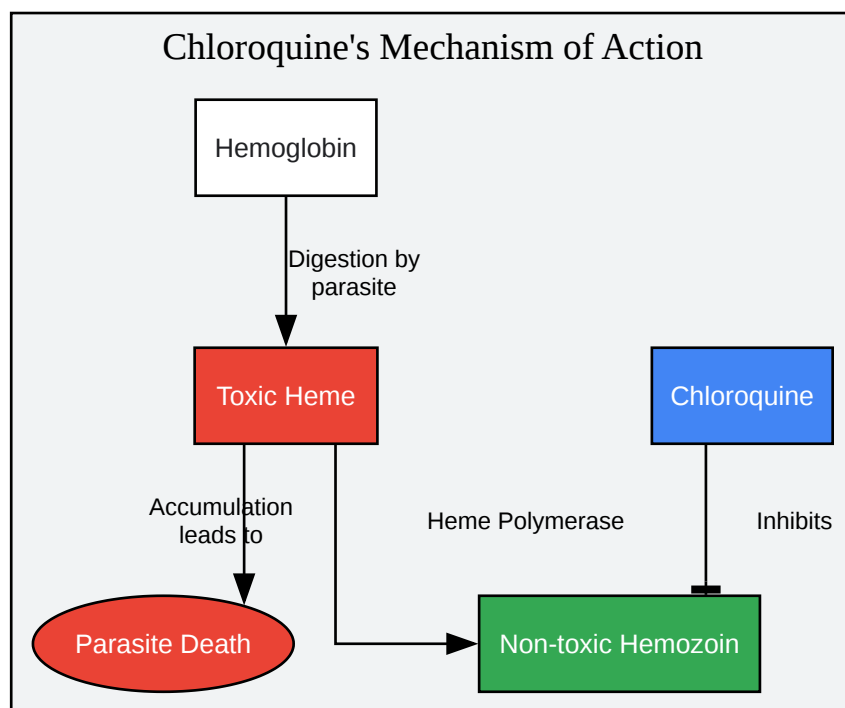 Chloroquine's Mechanism of Action
Hemoglobin
Digestion by
parasite
Toxic Heme
Chloroquine
Accumulation
leads to
Heme Polymerase
Inhibits
Parasite Death
Non-toxic Hemozoin